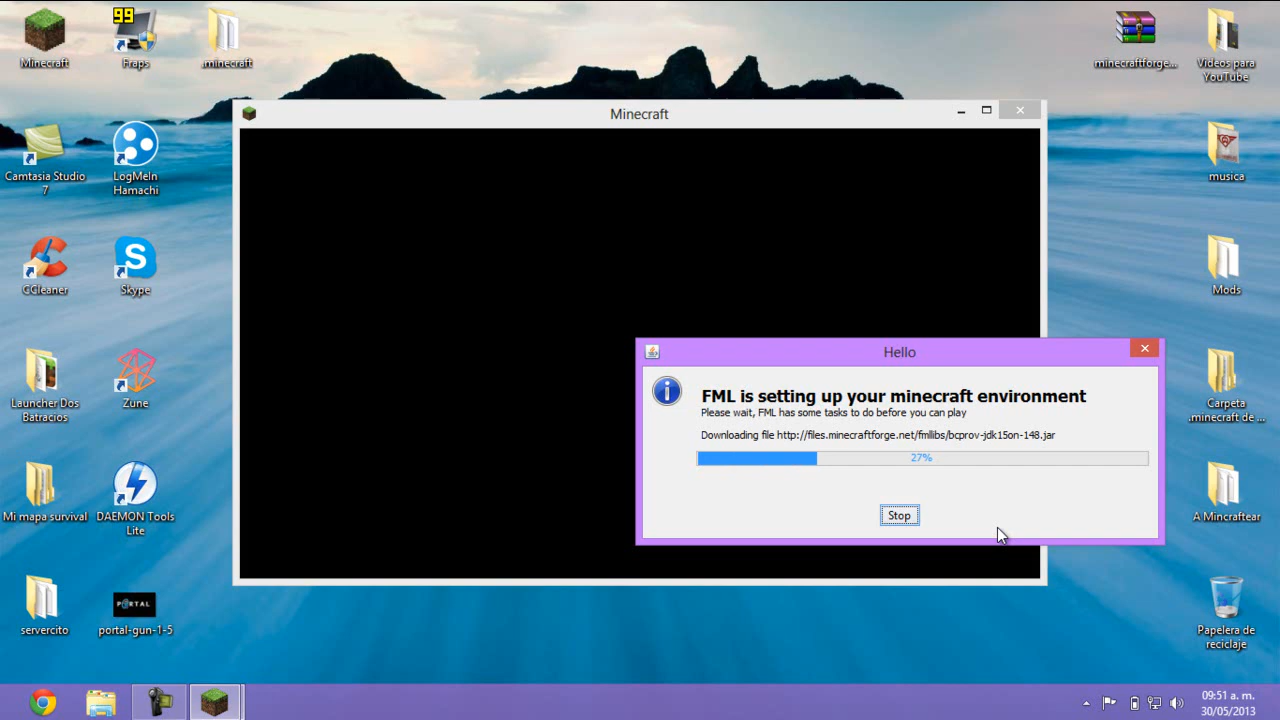 99
Minecraft
Fraps
.minecraft
minecraftforge...
Videos para
YouTube
Camtasia Studio
7
LogMeIn
Hamachi
musica
CCleaner
Skype
Mods
Launcher Dos
Batracios
Zune
Carpeta
.minecraft de ...
Mi mapa survival
DAEMON Tools
Lite
A Mincraftear
servercito
PORTAL
portal-gun-1-5
Papelera de
reciclaje
Minecraft
Hello
FML is setting up your minecraft environment
Please wait, FML has some tasks to do before you can play
Downloading file http://files.minecraftforge.net/fmllibs/bcprov-jdk15on-148.jar
27%
Stop
09:51 a. m.
30/05/2013